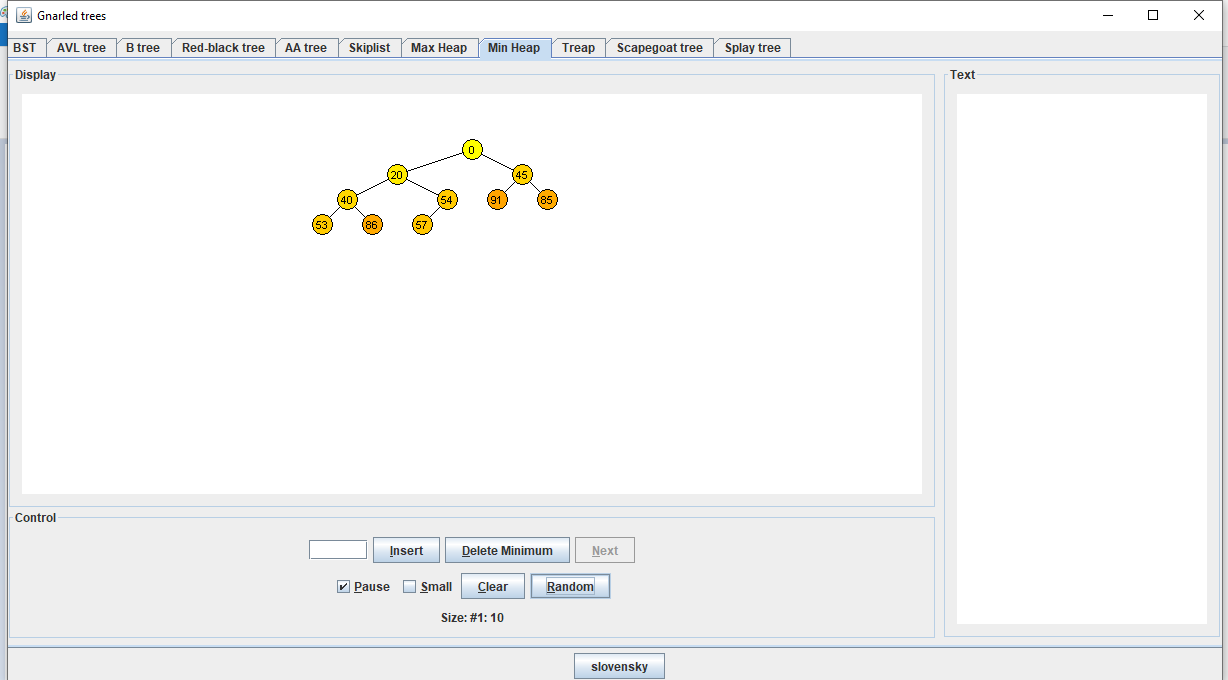 Gnarled trees
BST AVL tree B tree Red-black tree AA tree Skiplist Max Heap Min Heap Treap Scapegoat tree Splay tree
Display Text
0
20 45
40 54 91 85
53 86 57
Control
Insert Delete Minimum Next
Pause Small Clear Random
Size: #1: 10
slovensky